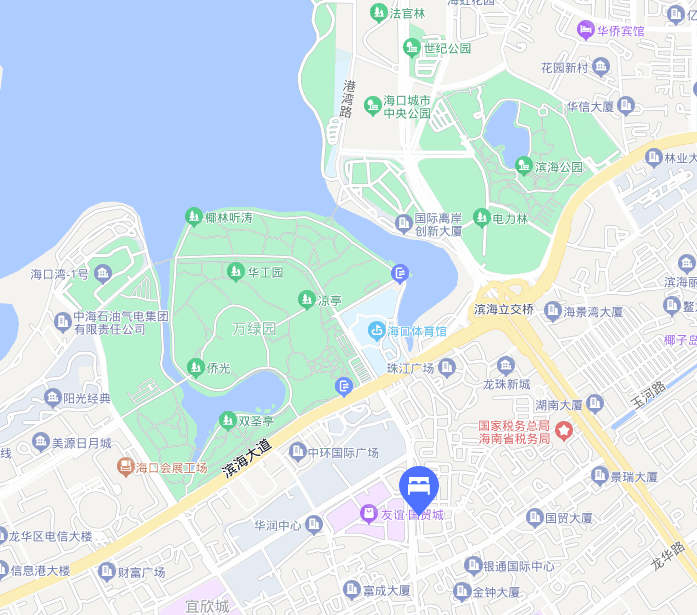 法官林
世纪公园
华侨宾馆
花园新村
港湾路
海口城市
中央公园
华信大厦
林业大
滨海公园
椰林听涛
国际离岸
创新大厦
电力林
海口湾-1号
华工园
凉亭
滨海丽
中海石油气电集团
有限责任公司
万绿园
海口体育馆
滨海立交桥
海景湾大厦
椰子岛
侨光
珠江广场
龙珠新城
玉河路
阳光经典
湖南大厦
双圣亭
国家税务总局
海南省税务局
美源日月城
线
海口会展工场
滨海大道
中环国际广场
景瑞大厦
友谊·国贸城
国贸大厦
华润中心
龙华区电信大楼
龙华路
信息港大楼
财富广场
银通国际中心
富成大厦
金钟大厦
宜欣城